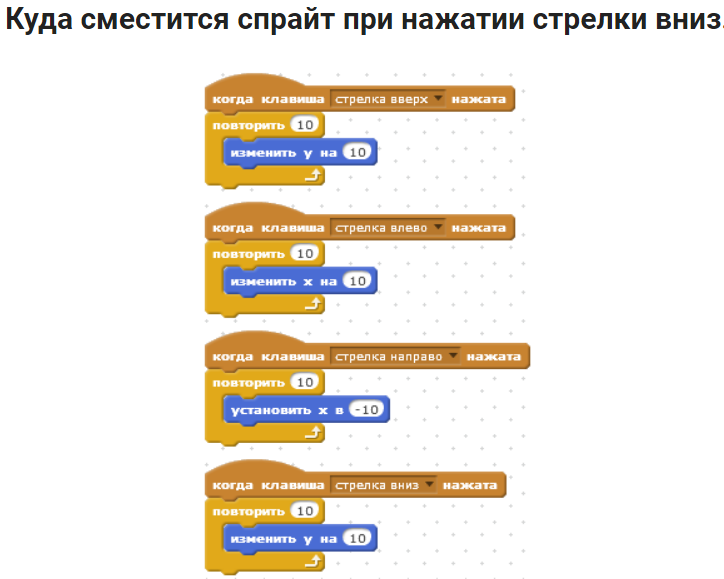 Куда сместится спрайт при нажатии стрелки вниз.
когда клавиша стрелка вверх нажата
повторить 10
изменить y на 10
когда клавиша стрелка влево нажата
повторить 10
изменить x на 10
когда клавиша стрелка направо нажата
повторить 10
установить x в -10
когда клавиша стрелка вниз нажата
повторить 10
изменить y на 10